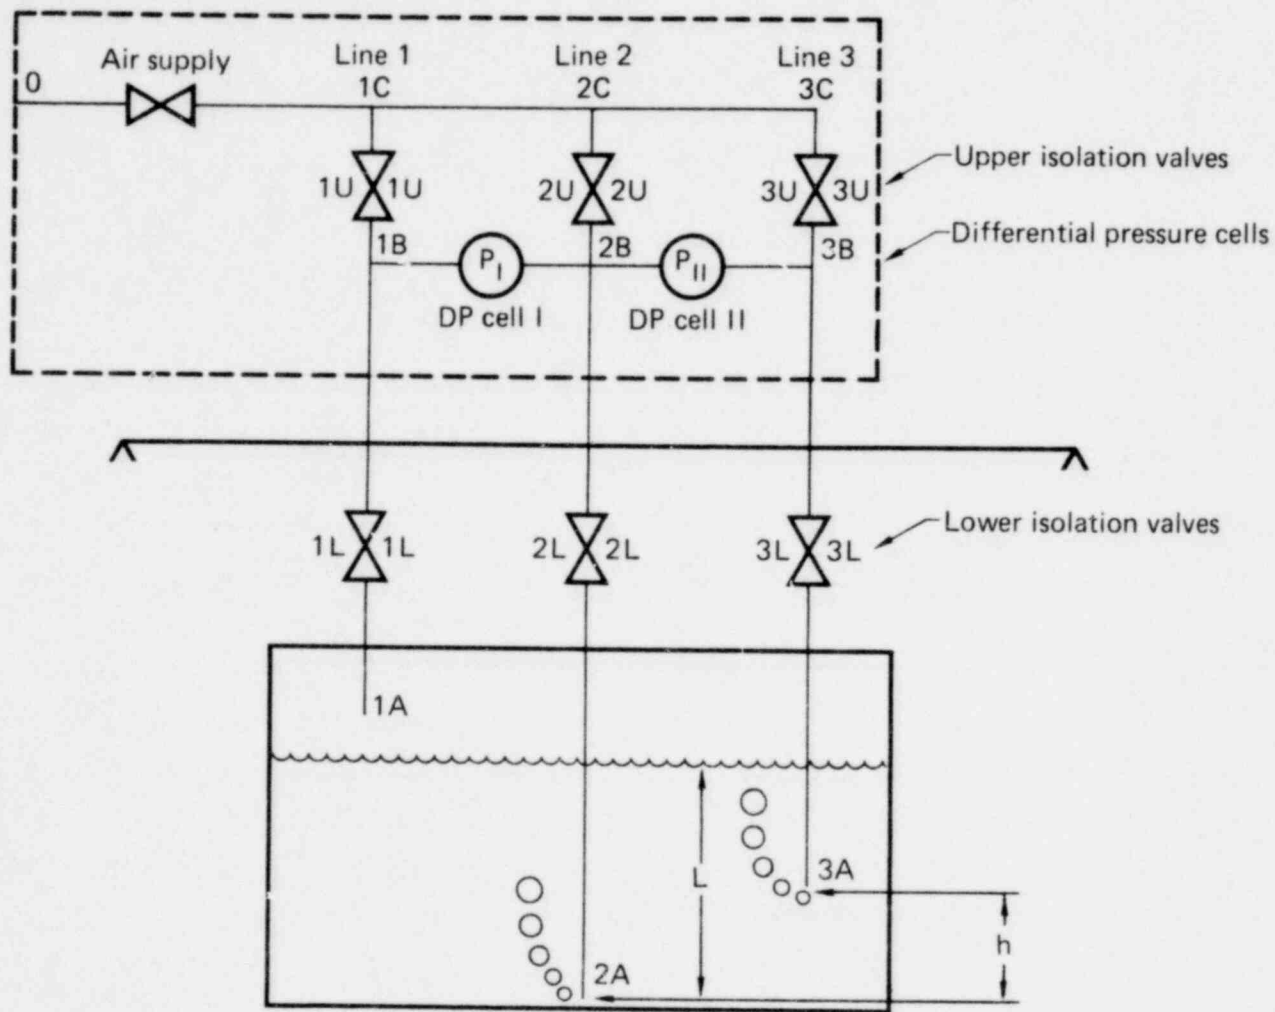 Air supply
Line 1
Line 2
Line 3
0
1C
2C
3C
Upper isolation valves
1U 1U
2U 2U
3U 3U
Differential pressure cells
1B
P_I
2B
P_II
3B
DP cell I
DP cell II
Lower isolation valves
1L 1L
2L 2L
3L 3L
1A
L
3A
h
2A